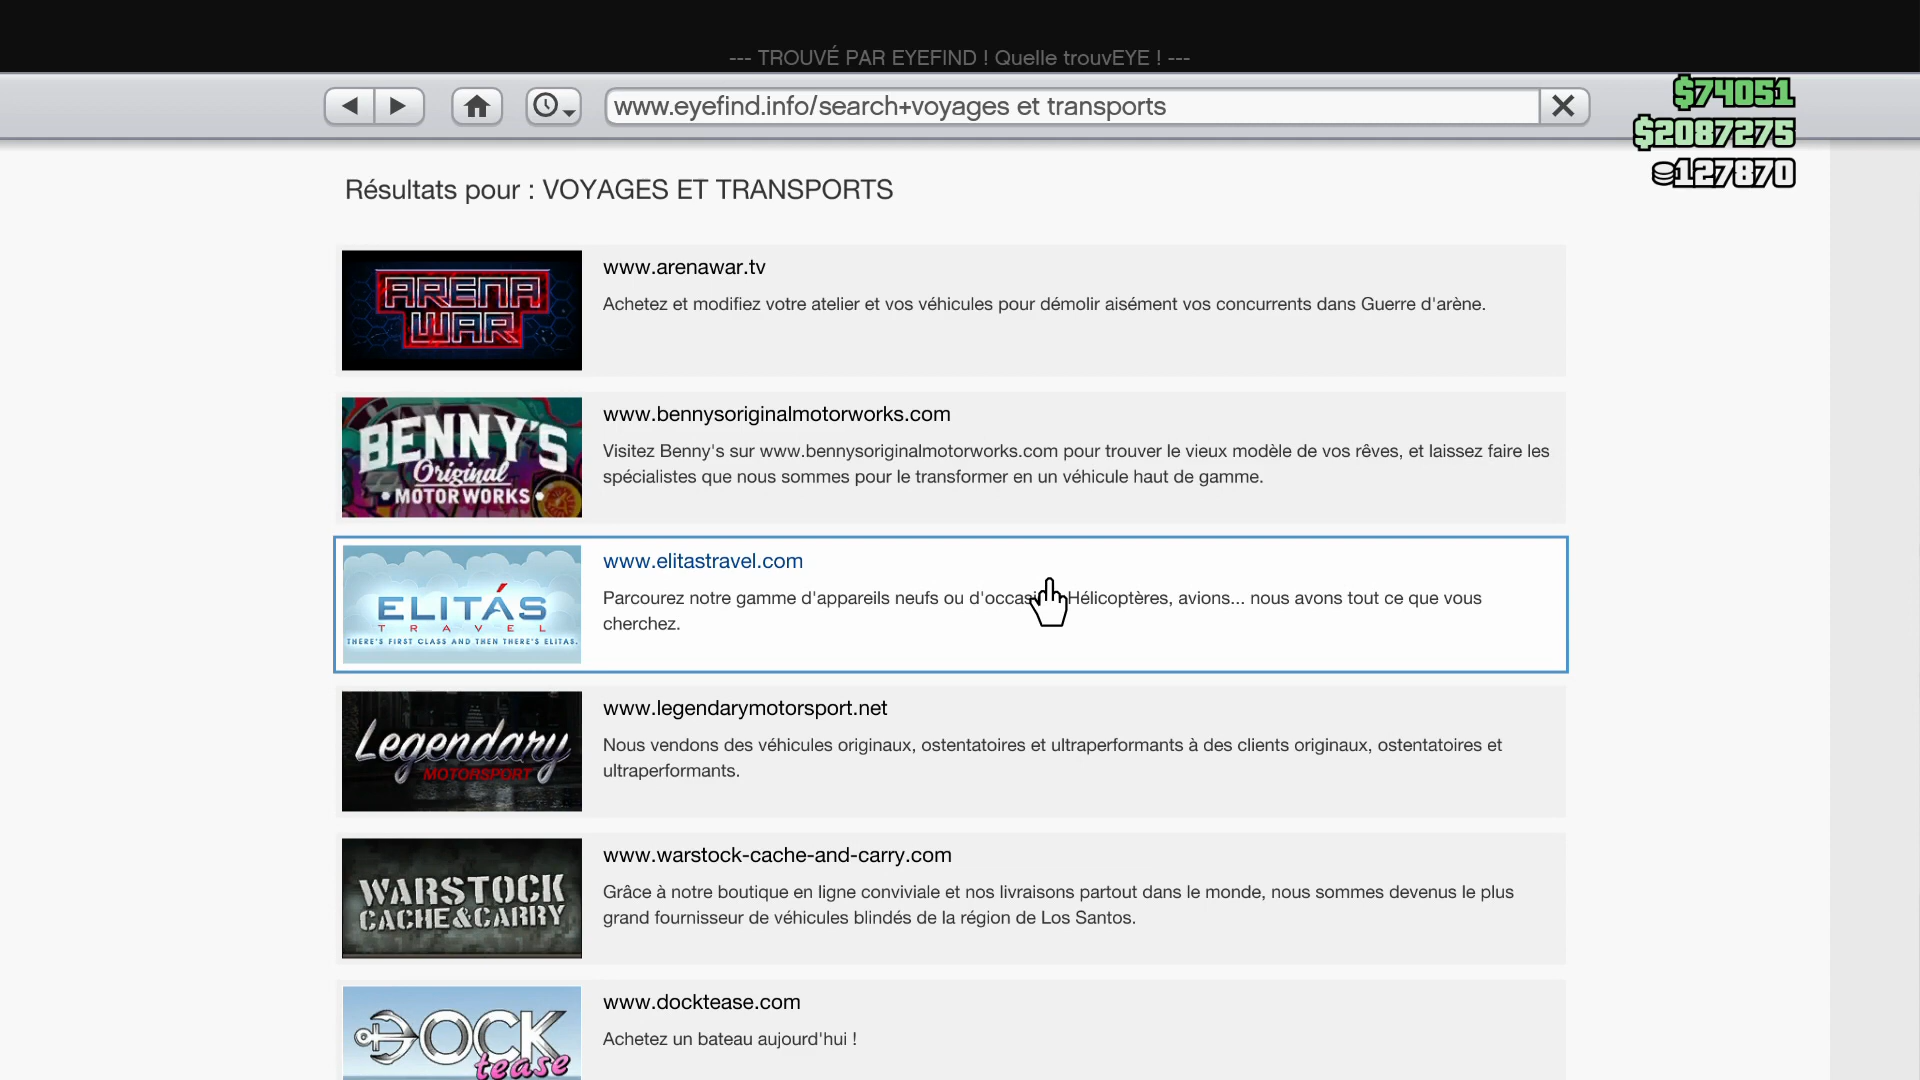 --- TROUVÉ PAR EYEFIND ! Quelle trouvEYE ! ---
www.eyefind.info/search+voyages et transports
$74051
$2087275
127870
Résultats pour : VOYAGES ET TRANSPORTS
ARENA
WAR
www.arenawar.tv
Achetez et modifiez votre atelier et vos véhicules pour démolir aisément vos concurrents dans Guerre d'arène.
BENNY'S
Original
MOTOR WORKS
www.bennysoriginalmotorworks.com
Visitez Benny's sur www.bennysoriginalmotorworks.com pour trouver le vieux modèle de vos rêves, et laissez faire les
spécialistes que nous sommes pour le transformer en un véhicule haut de gamme.
ELITÁS
TRAVEL
THERE'S FIRST CLASS AND THEN THERE'S ELITAS.
www.elitastravel.com
Parcourez notre gamme d'appareils neufs ou d'occasi Hélicoptères, avions... nous avons tout ce que vous
cherchez.
Legendary
MOTORSPORT
www.legendarymotorsport.net
Nous vendons des véhicules originaux, ostentatoires et ultraperformants à des clients originaux, ostentatoires et
ultraperformants.
WARSTOCK
CACHE&CARRY
www.warstock-cache-and-carry.com
Grâce à notre boutique en ligne conviviale et nos livraisons partout dans le monde, nous sommes devenus le plus
grand fournisseur de véhicules blindés de la région de Los Santos.
DOCK
tease
www.docktease.com
Achetez un bateau aujourd'hui !